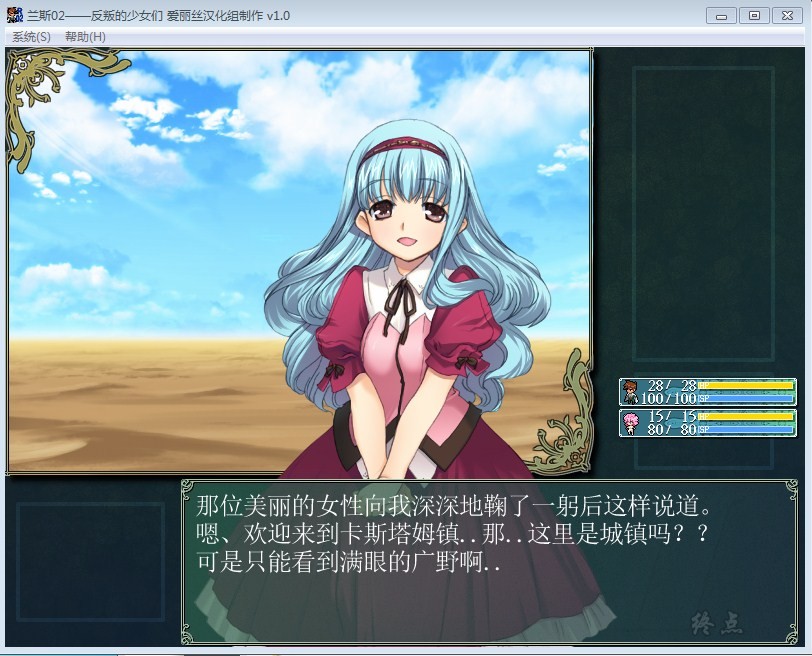 兰斯02——反叛的少女们 爱丽丝汉化组制作 v1.0
系统(S) 帮助(H)
28/ 28HP
100/100SP
15/ 15HP
80/ 80SP
那位美丽的女性向我深深地鞠了一躬后这样说道。
嗯、欢迎来到卡斯塔姆镇..那..这里是城镇吗？？
可是只能看到满眼的广野啊..
终点